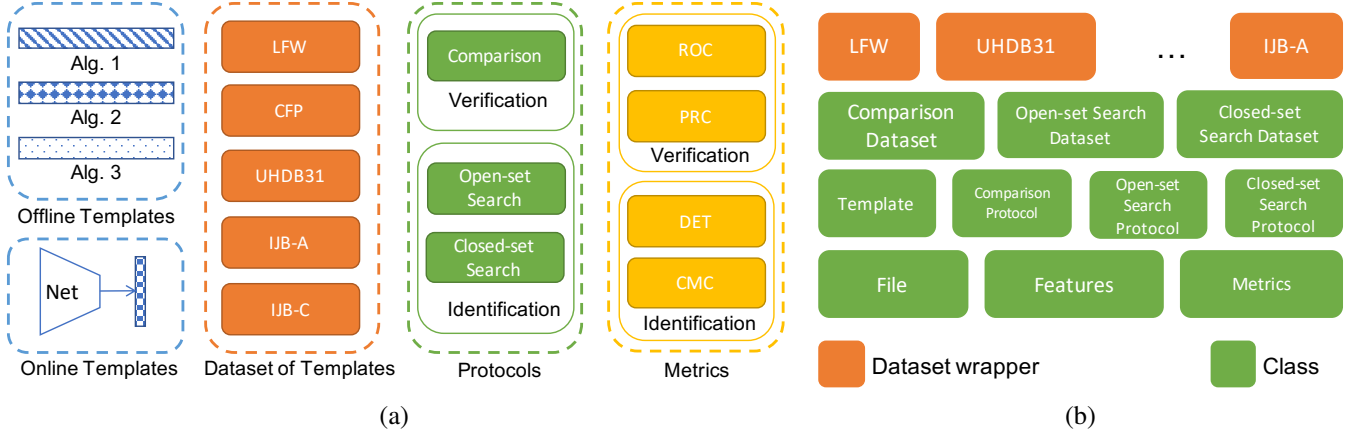 Alg. 1
Alg. 2
Alg. 3
Offline Templates
Net
Online Templates
LFW
CFP
UHDB31
IJB-A
IJB-C
Dataset of Templates
Comparison
Verification
Open-set
Search
Closed-set
Search
Identification
Protocols
ROC
PRC
Verification
DET
CMC
Identification
Metrics
(a)
LFW
UHDB31
...
IJB-A
Comparison
Dataset
Open-set Search
Dataset
Closed-set
Search Dataset
Template
Comparison
Protocol
Open-set
Search
Protocol
Closed-set
Search
Protocol
File
Features
Metrics
Dataset wrapper
Class
(b)